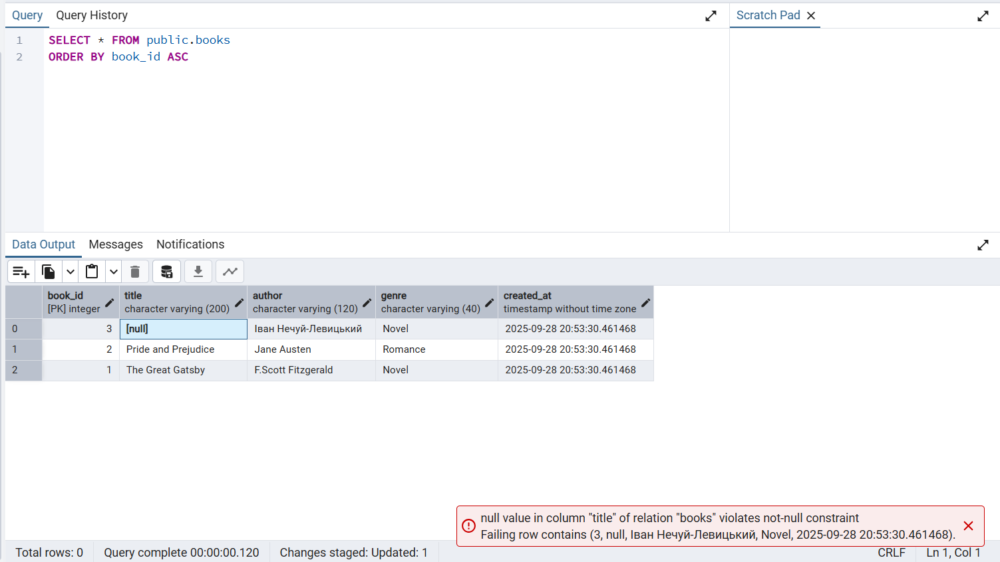 Query Query History
Scratch Pad
1 SELECT * FROM public.books
2 ORDER BY book_id ASC
Data Output Messages Notifications
book_id title author genre created_at
[PK] integer character varying (200) character varying (120) character varying (40) timestamp without time zone
0 3 [null] Іван Нечуй-Левицький Novel 2025-09-28 20:53:30.461468
1 2 Pride and Prejudice Jane Austen Romance 2025-09-28 20:53:30.461468
2 1 The Great Gatsby F.Scott Fitzgerald Novel 2025-09-28 20:53:30.461468
null value in column "title" of relation "books" violates not-null constraint
Failing row contains (3, null, Іван Нечуй-Левицький, Novel, 2025-09-28 20:53:30.461468).
Total rows: 0 Query complete 00:00:00.120 Changes staged: Updated: 1 CRLF Ln 1, Col 1